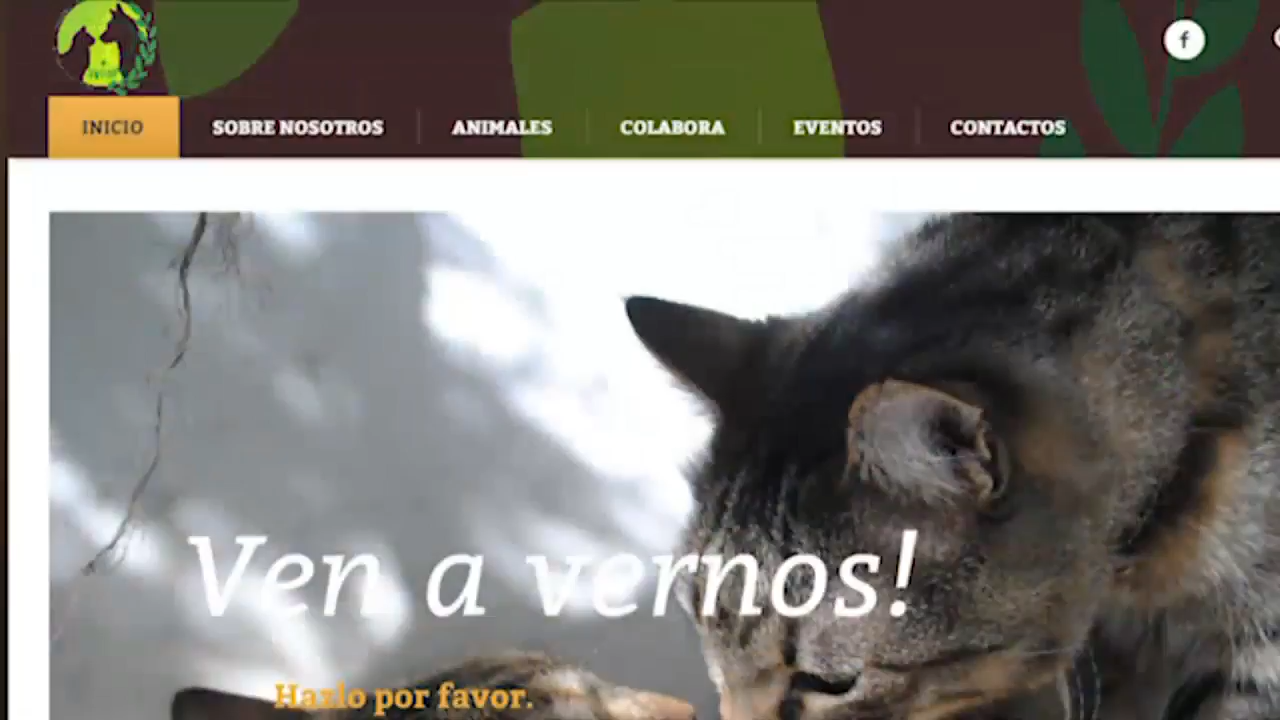 INICIO SOBRE NOSOTROS ANIMALES COLABORA EVENTOS CONTACTOS
Ven a vernos!
Hazlo por favor.